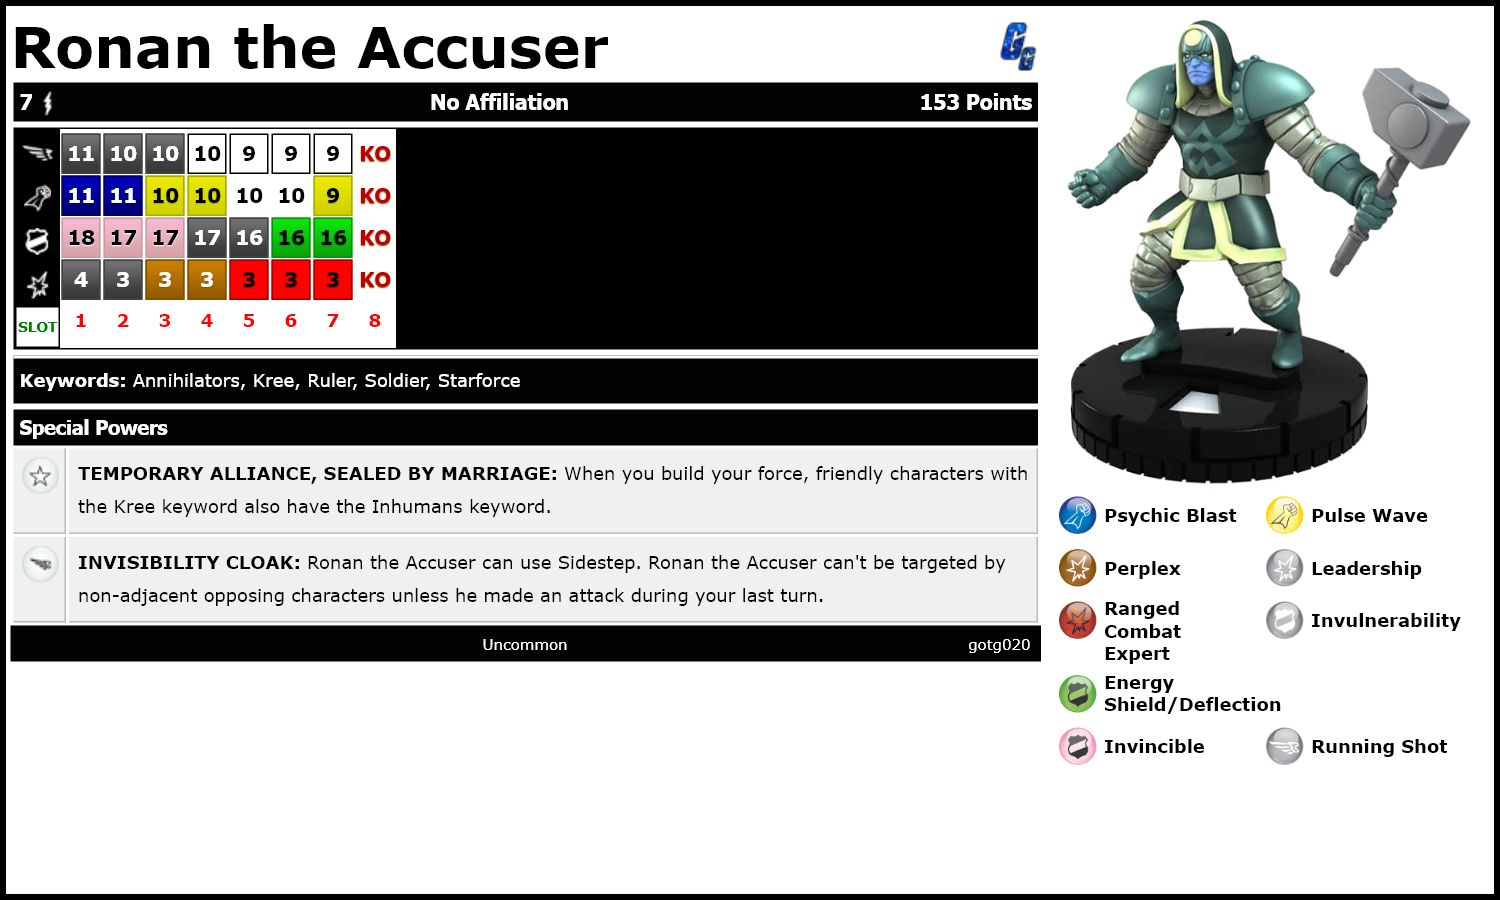 Ronan the Accuser
GG
7 No Affiliation 153 Points
11 10 10 10 9 9 9 KO
11 11 10 10 10 10 9 KO
18 17 17 17 16 16 16 KO
4 3 3 3 3 3 3 KO
SLOT 1 2 3 4 5 6 7 8
Keywords: Annihilators, Kree, Ruler, Soldier, Starforce
Special Powers
TEMPORARY ALLIANCE, SEALED BY MARRIAGE: When you build your force, friendly characters with
the Kree keyword also have the Inhumans keyword.
INVISIBILITY CLOAK: Ronan the Accuser can use Sidestep. Ronan the Accuser can't be targeted by
non-adjacent opposing characters unless he made an attack during your last turn.
Uncommon gotg020
Psychic Blast Pulse Wave
Perplex Leadership
Ranged
Combat
Expert
Invulnerability
Energy
Shield/Deflection
Invincible Running Shot